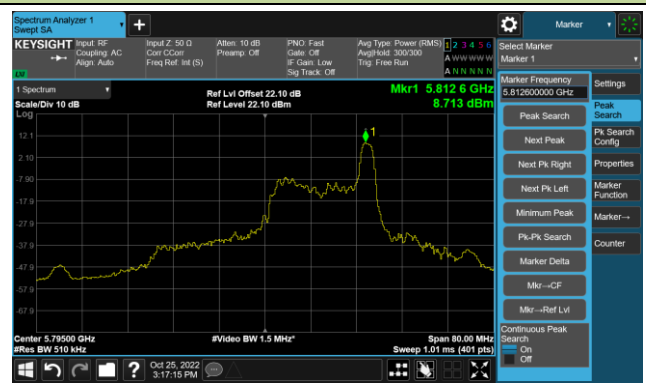 Spectrum Analyzer 1
Swept SA
+
Marker
KEYSIGHT
Input: RF
Coupling: AC
Align: Auto
Input Z: 50 Ω
Corr CCorr
Freq Ref: Int (S)
Atten: 10 dB
Preamp: Off
PNO: Fast
Gate: Off
IF Gain: Low
Sig Track: Off
Avg Type: Power (RMS)
Avg|Hold: 300/300
Trig: Free Run
1 2 3 4 5 6
A W W W W W
A N N N N N
Select Marker
Marker 1
1 Spectrum
Scale/Div 10 dB
Log
Ref Lvl Offset 22.10 dB
Ref Level 22.10 dBm
Mkr1 5.812 6 GHz
8.713 dBm
1
12.1
2.10
-7.90
-17.9
-27.9
-37.9
-47.9
-57.9
-67.9
Center 5.79500 GHz
#Res BW 510 kHz
#Video BW 1.5 MHz*
Span 80.00 MHz
Sweep 1.01 ms (401 pts)
Marker Frequency
5.812600000 GHz
Peak Search
Next Peak
Next Pk Right
Next Pk Left
Minimum Peak
Pk-Pk Search
Marker Delta
Mkr→CF
Mkr→Ref Lvl
Continuous Peak
Search
On
Off
Settings
Peak
Search
Pk Search
Config
Properties
Marker
Function
Marker→
Counter
?
Oct 25, 2022
3:17:15 PM